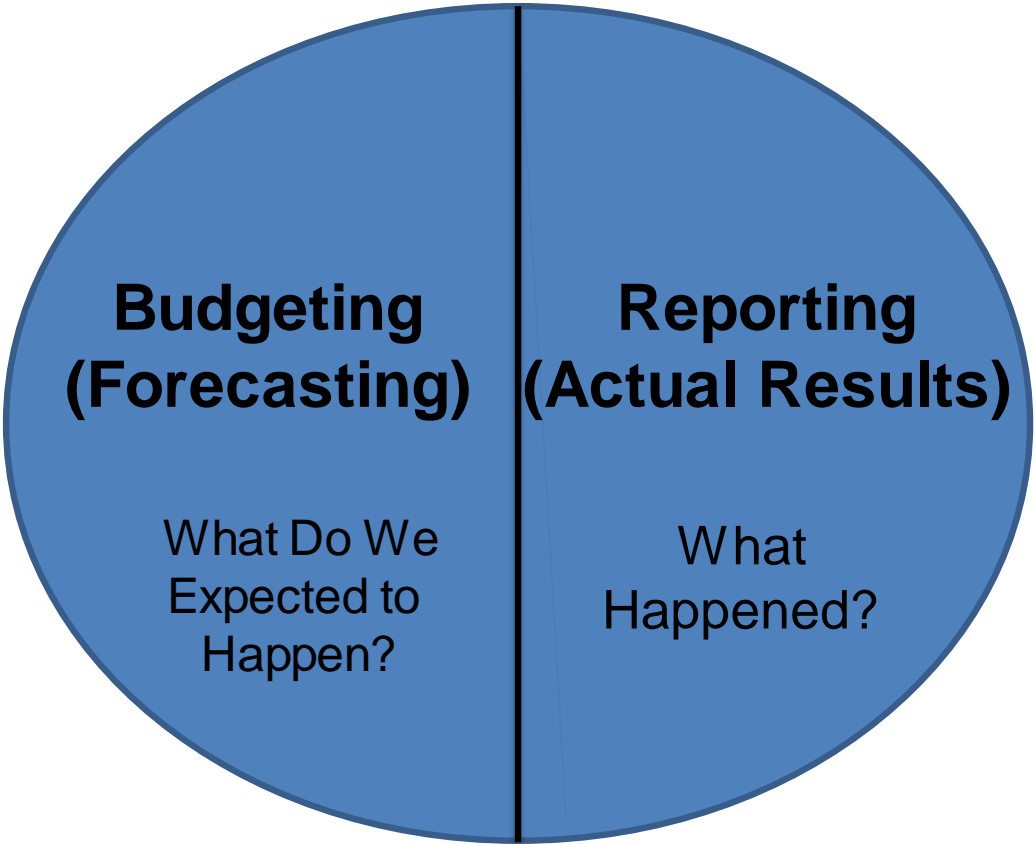 Budgeting
(Forecasting)
What Do We
Expected to
Happen?
Reporting
(Actual Results)
What
Happened?